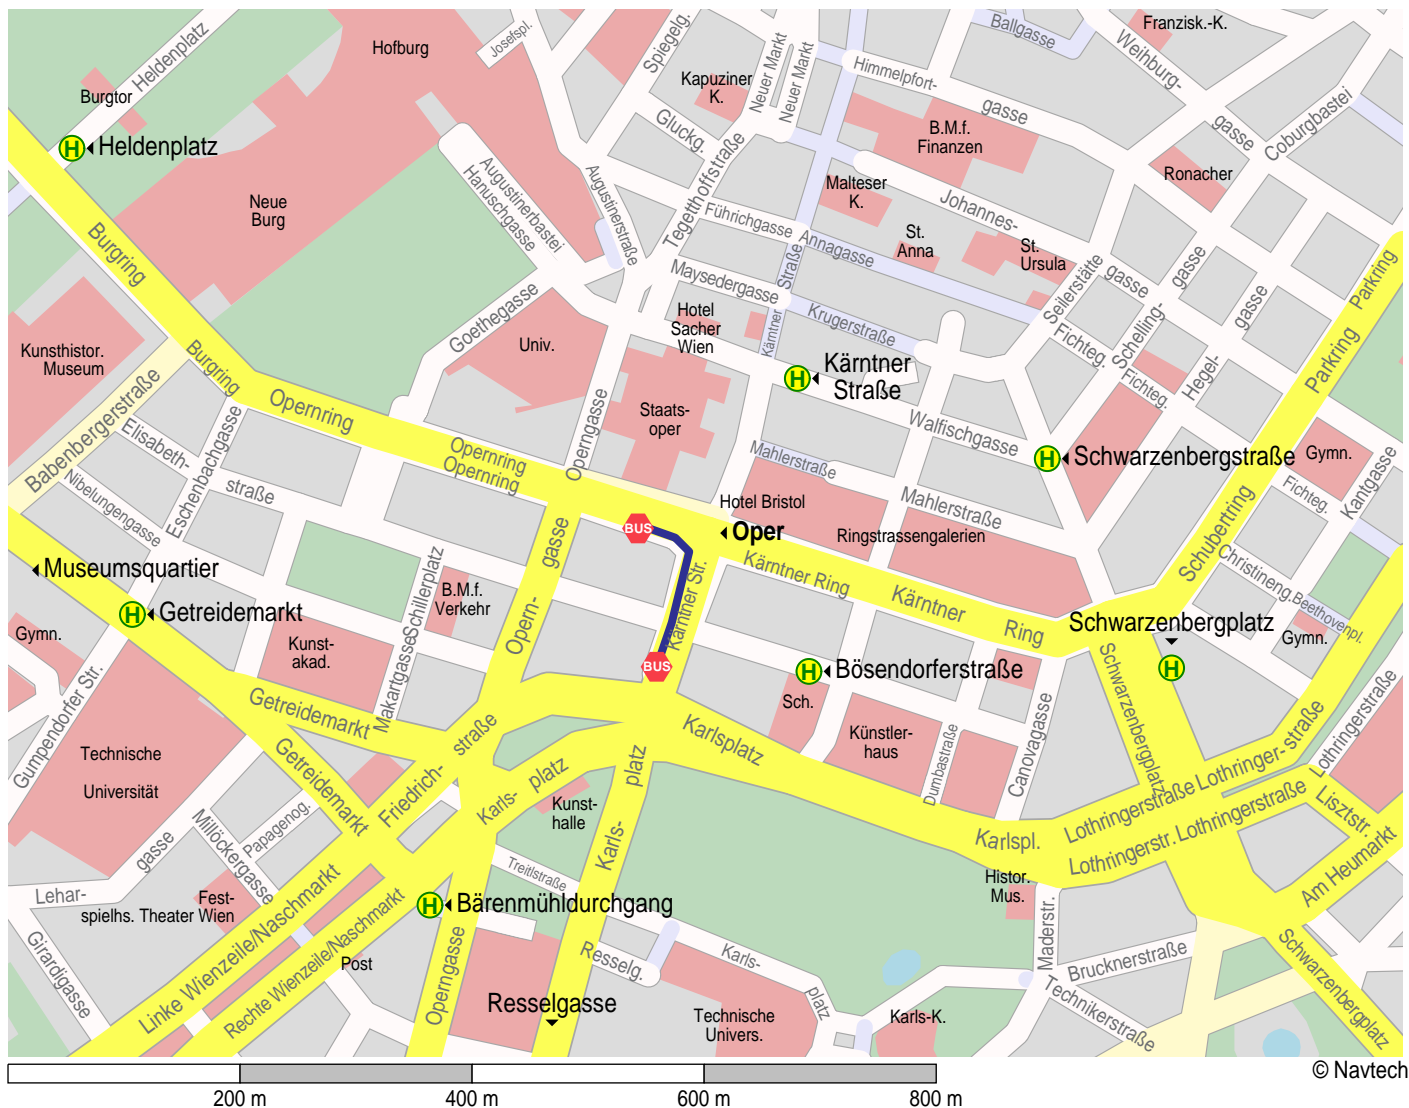 Heldenplatz
Hofburg
Josefspl.
Spiegelg.
Kapuziner
K.
Neuer Markt
Neuer Markt
Ballgasse
Franzisk.-K.
Weihburg-
gasse
Himmelpfort-
gasse
Coburgbastei
Burgtor
Heldenplatz
Gluckg.
B.M.f.
Finanzen
Ronacher
Neue
Burg
Augustinerbastei
Hanuschgasse
Augustinerstraße
Tegetthoffstraße
Führichgasse
Malteser
K.
Johannes-
gasse
St.
Anna
St.
Ursula
Annagasse
Burgring
Maysedergasse
Kärntner
Straße
Krugerstraße
Seilerstätte
Schelling-
gasse
Hegel-
gasse
Fichteg.
Fichteg.
Parkring
Parkring
Kunsthistor.
Museum
Burgring
Goethegasse
Univ.
Hotel
Sacher
Wien
Kärntner
Straße
Babenbergerstraße
Elisabeth-
straße
Nibelungengasse
Eschenbachgasse
Opernring
Opernring
Opernring
Operngasse
Staats-
oper
Walfischgasse
Schwarzenbergstraße
Gymn.
Fichteg.
Kantgasse
Mahlerstraße
Mahlerstraße
Hotel Bristol
Ringstrassengalerien
Schubertring
BUS
Oper
Kärntner Ring
Kärntner
Ring
Christineng.
Beethovenpl.
Museumsquartier
Getreidemarkt
Gymn.
Schillerplatz
Makartgasse
B.M.f.
Verkehr
Opern-
gasse
Kärntner Str.
BUS
Schwarzenbergplatz
Gymn.
Kunst-
akad.
Bösendorferstraße
Sch.
Künstler-
haus
Dumbastraße
Canovagasse
Schwarzenbergplatz
Gumpendorfer Str.
Getreidemarkt
Getreidemarkt
Technische
Universität
Friedrich-
straße
Karls-
platz
Karlsplatz
Karls-
platz
Kunst-
halle
Lothringerstraße
Lothringer-
straße
Lothringerstraße
Lothringerstr.
Lothringerstraße
Karlspl.
Lisztstr.
Am Heumarkt
Millöckergasse
Papagenog.
Lehar-
gasse
Fest-
spielhs. Theater Wien
Girardigasse
Treitlstraße
Bärenmühldurchgang
Histor.
Mus.
Maderstr.
Linke Wienzeile/Naschmarkt
Rechte Wienzeile/Naschmarkt
Post
Operngasse
Resselg.
Resselgasse
Karls-
platz
Technische
Univers.
Karls-K.
Brucknerstraße
Technikerstraße
Schwarzenbergplatz
H
H
H
H
H
H
H
© Navtech
200 m
400 m
600 m
800 m